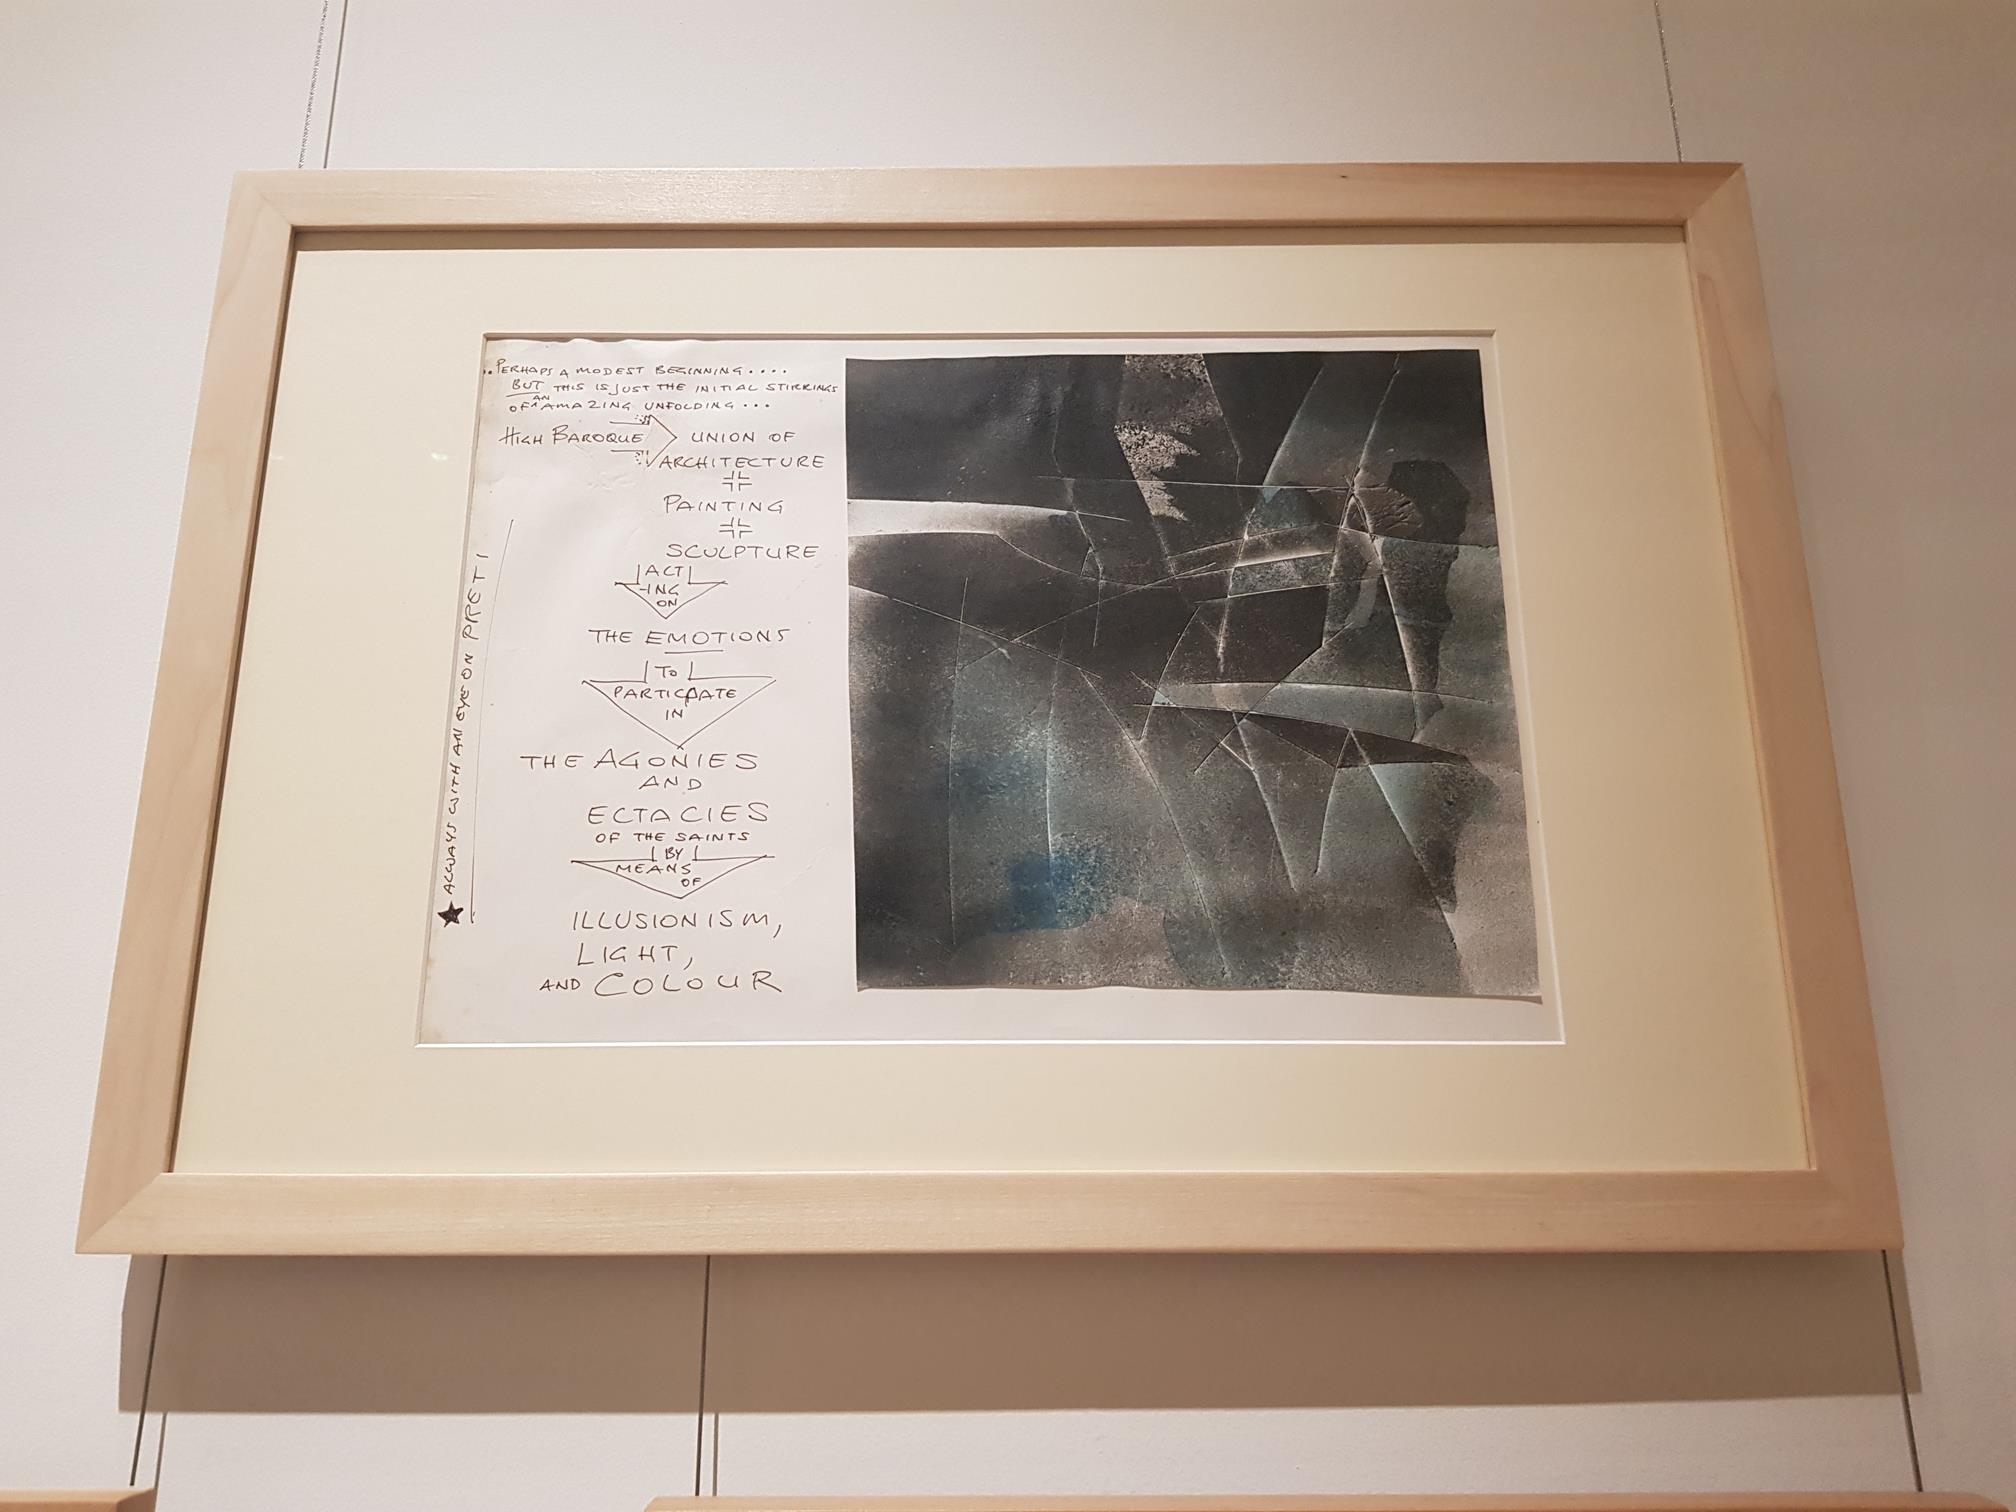 ..PERHAPS A MODEST BEGINNING....
BUT THIS IS JUST THE INITIAL STIRRINGS
OF AN AMAZING UNFOLDING...
HIGH BAROQUE UNION OF
ARCHITECTURE
PAINTING
SCULPTURE
ACT
-ING
ON
THE EMOTIONS
TO
PARTICPATE
IN
THE AGONIES
AND
ECTACIES
OF THE SAINTS
BY
MEANS
OF
ILLUSIONISM,
LIGHT,
AND COLOUR
★ ALWAYS WITH AN EYE ON PRETI